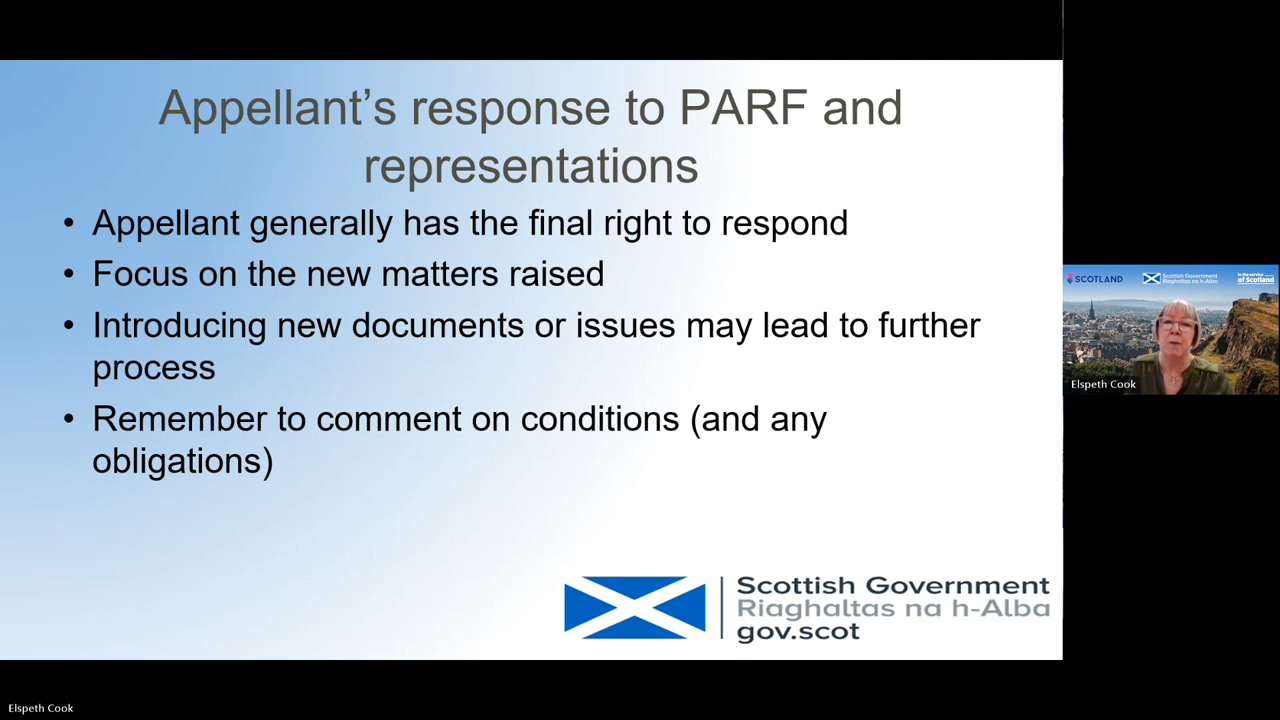 Appellant’s response to PARF and
representations
• Appellant generally has the final right to respond
• Focus on the new matters raised
• Introducing new documents or issues may lead to further
process
• Remember to comment on conditions (and any
obligations)
Scottish Government
Riaghaltas na h-Alba
gov.scot
SCOTLAND
Scottish Government
Riaghaltas na h-Alba
of Scotland
Elspeth Cook
Elspeth Cook